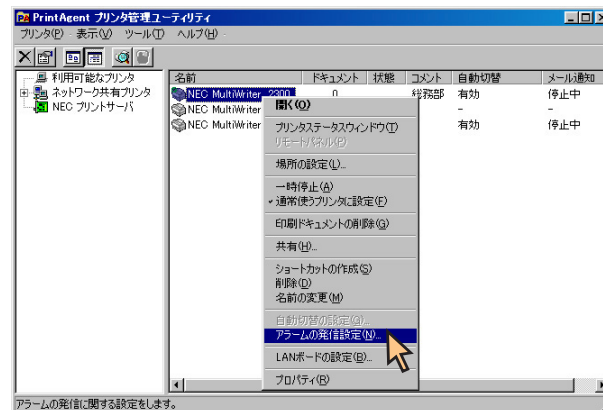 PrintAgent プリンタ管理ユーティリティ
プリンタ(P) 表示(V) ツール(T) ヘルプ(H)
利用可能なプリンタ
ネットワーク共有プリンタ
NEC プリントサーバ
名前 ドキュメント 状態 コメント 自動切替 メール通知
NEC MultiWriter 2300 0 総務部 有効 停止中
NEC MultiWriter - -
NEC MultiWriter 有効 停止中
開く(O)
プリンタステータスウィンドウ(T)
リモートパネル(P)
場所の設定(L)...
一時停止(A)
通常使うプリンタに設定(F)
印刷ドキュメントの削除(G)
共有(H)...
ショートカットの作成(S)
削除(D)
名前の変更(M)
自動切替の設定(Q)...
アラームの発信設定(N)...
LANボードの設定(B)...
プロパティ(R)
アラームの発信に関する設定をします。